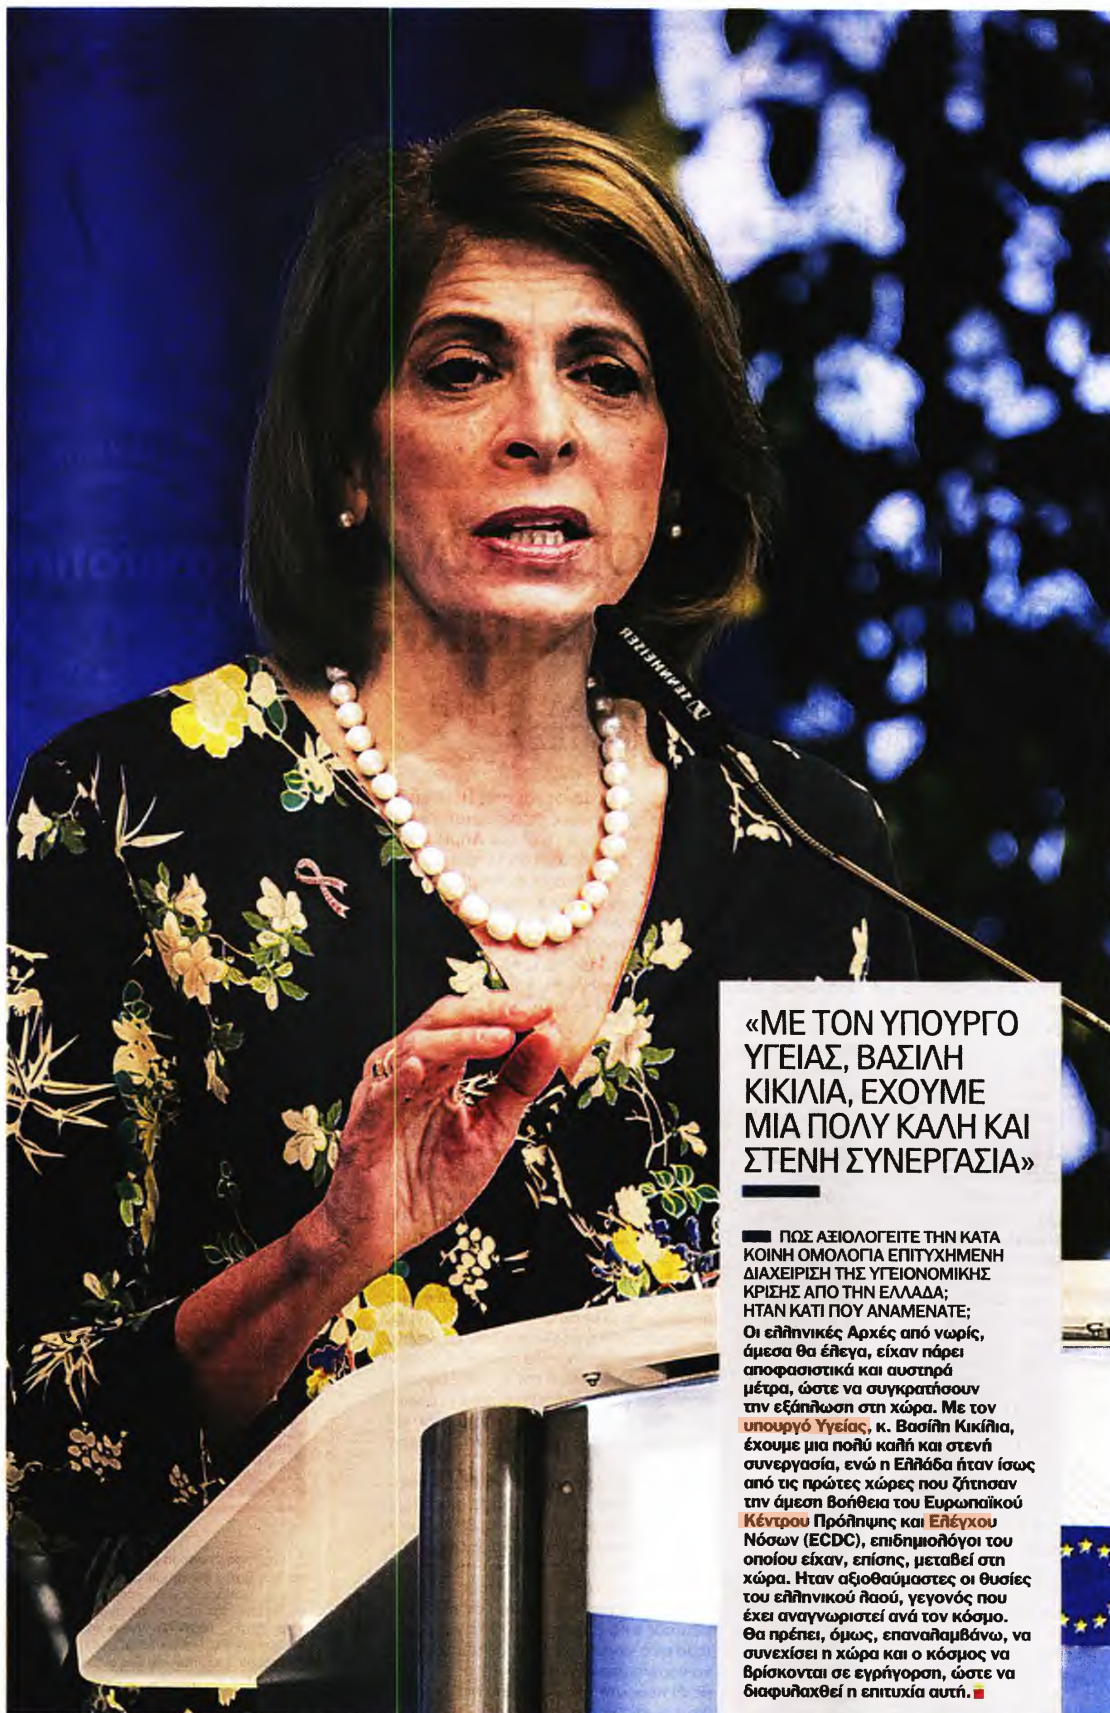 SENNHEISER
«ΜΕ ΤΟΝ ΥΠΟΥΡΓΟ
ΥΓΕΙΑΣ, ΒΑΣΙΛΗ
ΚΙΚΙΛΙΑ, ΕΧΟΥΜΕ
ΜΙΑ ΠΟΛΥ ΚΑΛΗ ΚΑΙ
ΣΤΕΝΗ ΣΥΝΕΡΓΑΣΙΑ»
ΠΩΣ ΑΞΙΟΛΟΓΕΙΤΕ ΤΗΝ ΚΑΤΑ
ΚΟΙΝΗ ΟΜΟΛΟΓΙΑ ΕΠΙΤΥΧΗΜΕΝΗ
ΔΙΑΧΕΙΡΙΣΗ ΤΗΣ ΥΓΕΙΟΝΟΜΙΚΗΣ
ΚΡΙΣΗΣ ΑΠΟ ΤΗΝ ΕΛΛΑΔΑ;
ΗΤΑΝ ΚΑΤΙ ΠΟΥ ΑΝΑΜΕΝΑΤΕ;
Οι ελληνικές Αρχές από νωρίς,
άμεσα θα έλεγα, είχαν πάρει
αποφασιστικά και αυστηρά
μέτρα, ώστε να συγκρατήσουν
την εξάπλωση στη χώρα. Με τον
υπουργό Υγείας, κ. Βασίλη Κικίλια,
έχουμε μια πολύ καλή και στενή
συνεργασία, ενώ η Ελλάδα ήταν ίσως
από τις πρώτες χώρες που ζήτησαν
την άμεση βοήθεια του Ευρωπαϊκού
Κέντρου Πρόληψης και Ελέγχου
Νόσων (ECDC), επιδημιολόγοι του
οποίου είχαν, επίσης, μεταβεί στη
χώρα. Ηταν αξιοθαύμαστες οι θυσίες
του ελληνικού λαού, γεγονός που
έχει αναγνωριστεί ανά τον κόσμο.
Θα πρέπει, όμως, επαναλαμβάνω, να
συνεχίσει η χώρα και ο κόσμος να
βρίσκονται σε εγρήγορση, ώστε να
διαφυλαχθεί η επιτυχία αυτή.